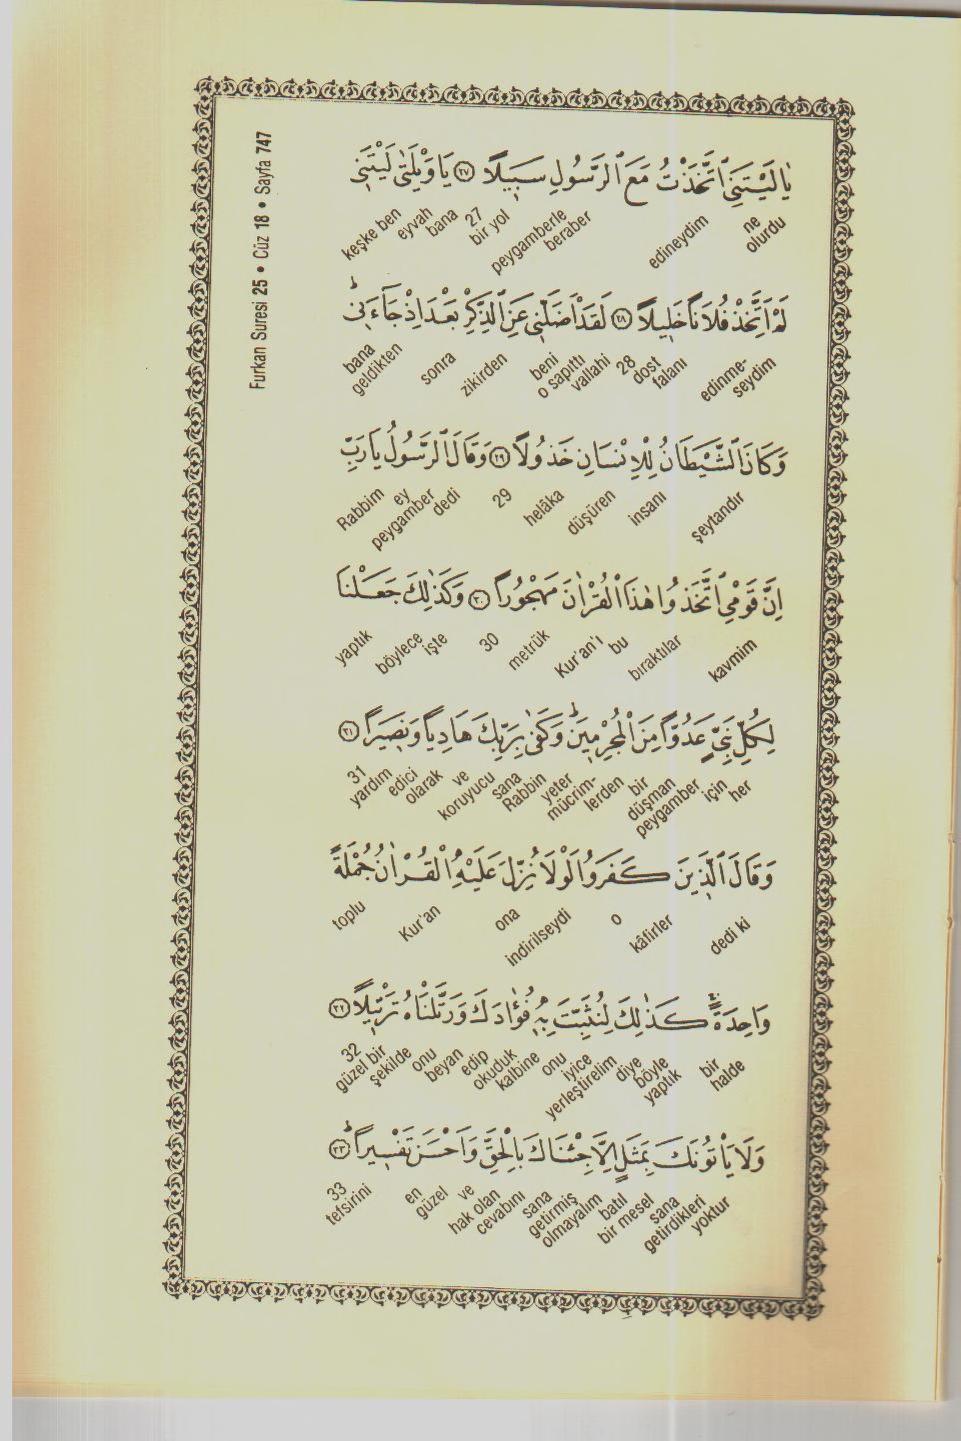 Furkan Suresi 25 • Cüz 18 • Sayfa 747
يَا لَيْتَنِي اتَّخَذْتُ مَعَ الرَّسُولِ سَبِيلًا ﴿٢٧﴾ يَا وَيْلَتٰى لَيْتَنِي
ne olurdu edineydim peygamberle beraber bir yol 27 eyvah bana keşke ben
لَمْ اَتَّخِذْ فُلَانًا خَلِيلًا ﴿٢٨﴾ لَقَدْ اَضَلَّنِي عَنِ الذِّكْرِ بَعْدَ اِذْ جَٓاءَنِي
edinme-seydim falanı dost 28 vallahi o sapıttı beni zikirden sonra bana geldikten
وَكَانَ الشَّيْطَانُ لِلْاِنْسَانِ خَذُولًا ﴿٢٩﴾ وَقَالَ الرَّسُولُ يَا رَبِّ
şeytandır insanı düşüren helâka 29 dedi peygamber ey Rabbim
اِنَّ قَوْمِي اتَّخَذُوا هٰذَا الْقُرْاٰنَ مَهْجُورًا ﴿٣٠﴾ وَكَذٰلِكَ جَعَلْنَا
kavmim bıraktılar bu Kur'an'ı metrük 30 işte böylece yaptık
لِكُلِّ نَبِيٍّ عَدُوًّا مِنَ الْمُجْرِمِينَ وَكَفٰى بِرَبِّكَ هَادِيًا وَنَصِيرًا ﴿٣١﴾
her için peygamber düşman bir mücrim-lerden yeter Rabbin sana koruyucu ve olarak edici yardım 31
وَقَالَ الَّذِينَ كَفَرُوا لَوْلَا نُزِّلَ عَلَيْهِ الْقُرْاٰنُ جُمْلَةً
dedi ki kâfirler o indirilseydi ona Kur'an toplu
وَاحِدَةً كَذٰلِكَ لِنُثَبِّتَ بِهِ فُؤٰادَكَ وَرَتَّلْنَاهُ تَرْتِيلًا ﴿٣٢﴾
bir halde böyle yaptık diye yerleştirelim iyice onu kalbine okuduk edip beyan onu şekilde güzel bir 32
وَلَا يَأْتُونَكَ بِمَثَلٍ اِلَّا جِئْنَاكَ بِالْحَقِّ وَاَحْسَنَ تَفْسِيرًا ﴿٣٣﴾
yoktur getirdikleri sana bir mesel batıl olmayalım getirmiş sana cevabını hak olan ve güzel en tefsirini 33